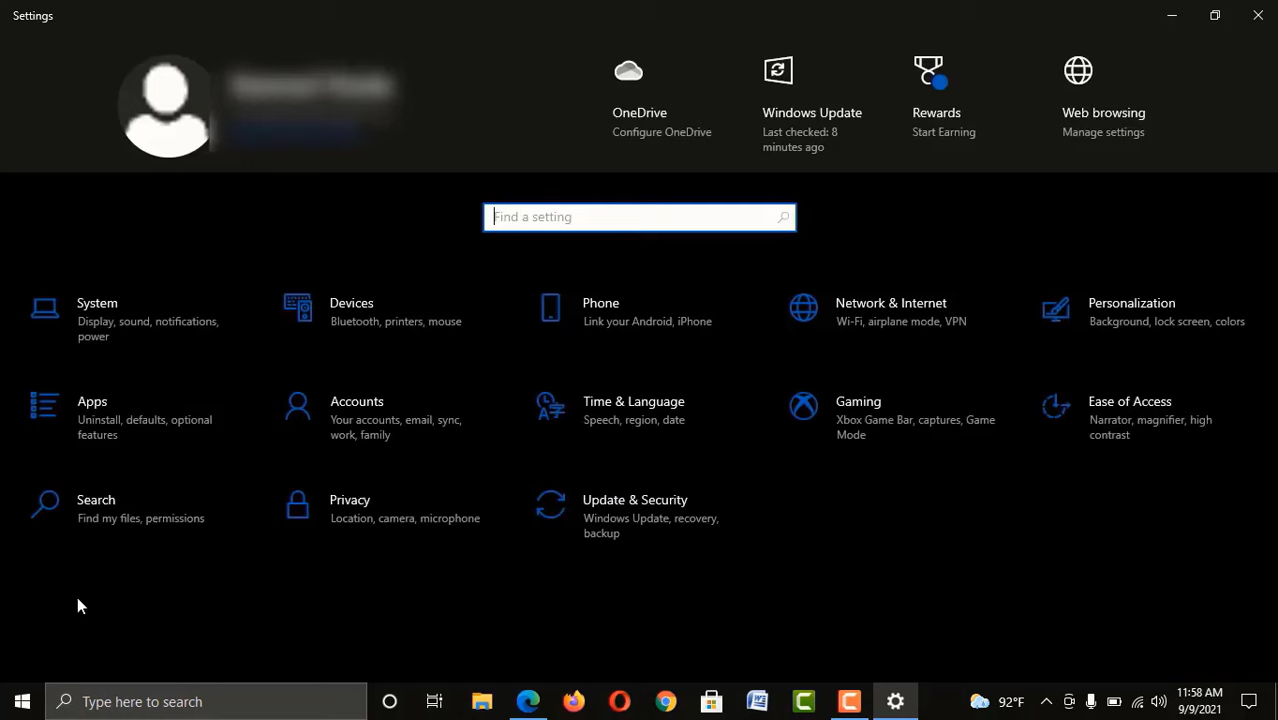 Settings
OneDrive
Configure OneDrive
Windows Update
Last checked: 8
minutes ago
Rewards
Start Earning
Web browsing
Manage settings
Find a setting
System
Display, sound, notifications,
power
Devices
Bluetooth, printers, mouse
Phone
Link your Android, iPhone
Network & Internet
Wi-Fi, airplane mode, VPN
Personalization
Background, lock screen, colors
Apps
Uninstall, defaults, optional
features
Accounts
Your accounts, email, sync,
work, family
Time & Language
Speech, region, date
Gaming
Xbox Game Bar, captures, Game
Mode
Ease of Access
Narrator, magnifier, high
contrast
Search
Find my files, permissions
Privacy
Location, camera, microphone
Update & Security
Windows Update, recovery,
backup
Type here to search
92°F
11:58 AM
9/9/2021